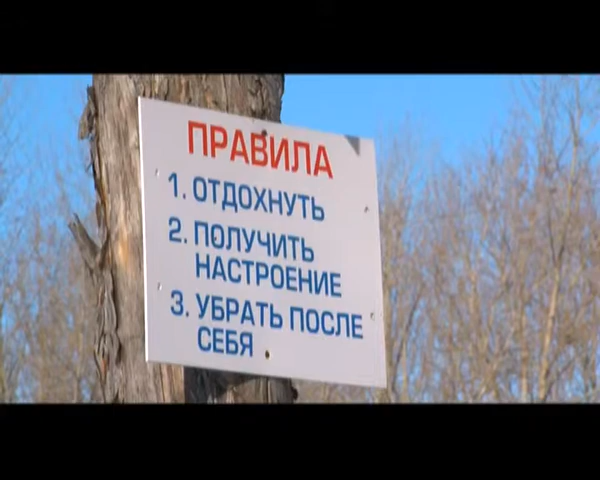 ПРАВИЛА
1. ОТДОХНУТЬ
2. ПОЛУЧИТЬ
НАСТРОЕНИЕ
3. УБРАТЬ ПОСЛЕ
СЕБЯ